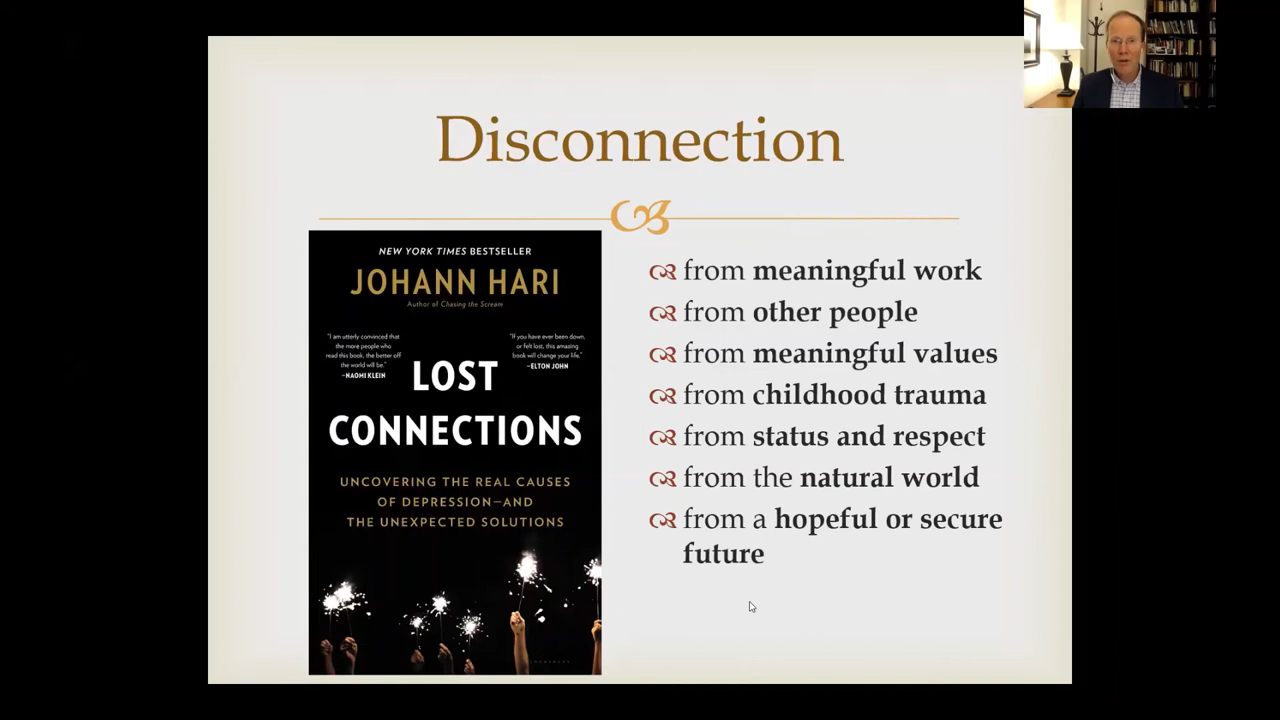 Disconnection
NEW YORK TIMES BESTSELLER
JOHANN HARI
Author of Chasing the Scream
"I am utterly convinced that
the more people who
read this book, the better off
the world will be."
—NAOMI KLEIN
"If you have ever been down,
or felt lost, this amazing
book will change your life."
—ELTON JOHN
LOST
CONNECTIONS
UNCOVERING THE REAL CAUSES
OF DEPRESSION—AND
THE UNEXPECTED SOLUTIONS
BLOOMSBURY
from meaningful work
from other people
from meaningful values
from childhood trauma
from status and respect
from the natural world
from a hopeful or secure
future